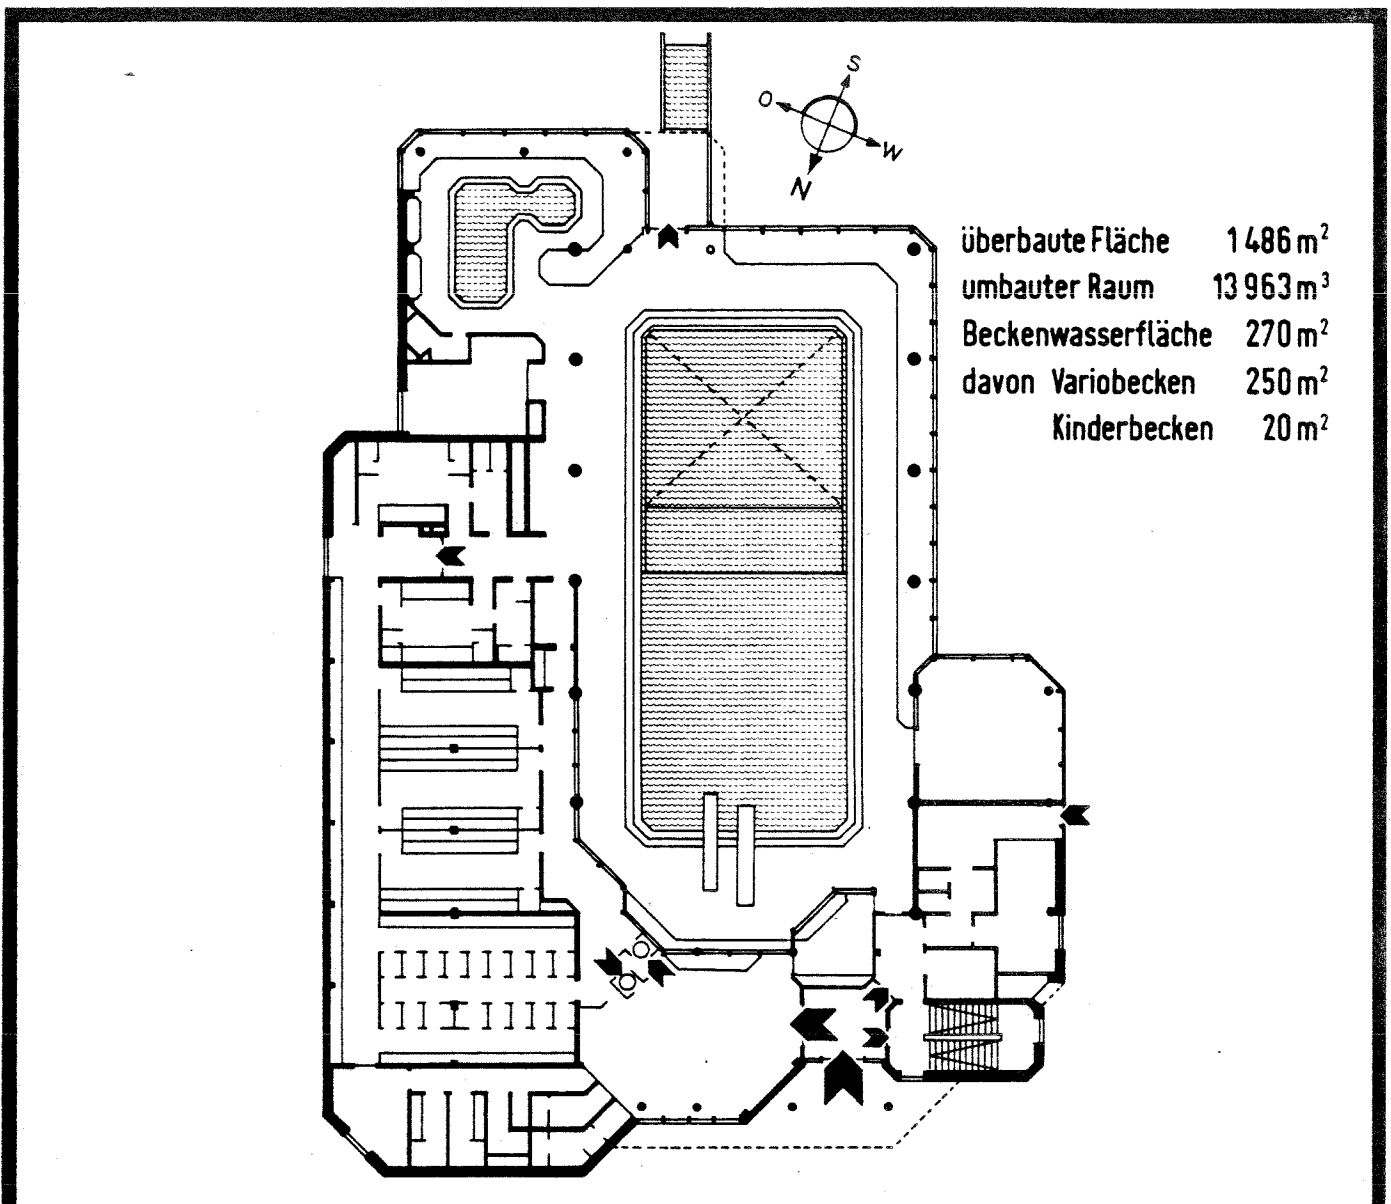 S
O
W
N
überbaute Fläche 1 486 m²
umbauter Raum 13 963 m³
Beckenwasserfläche 270 m²
davon Variobecken 250 m²
Kinderbecken 20 m²